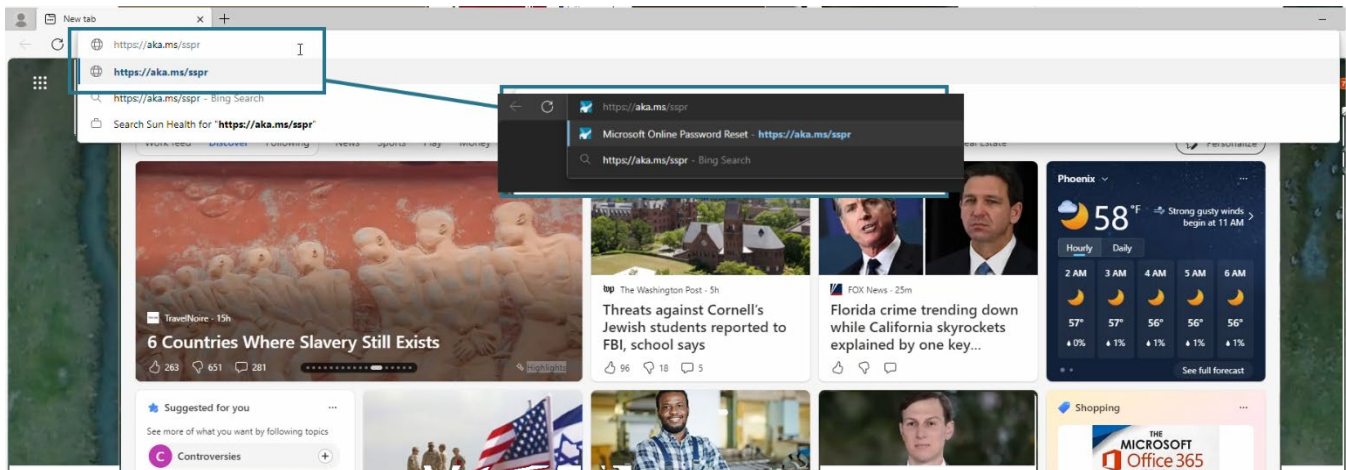 New tab
https://aka.ms/sspr
https://aka.ms/sspr
https://aka.ms/sspr - Bing Search
Search Sun Health for "https://aka.ms/sspr"
https://aka.ms/sspr
Microsoft Online Password Reset - https://aka.ms/sspr
https://aka.ms/sspr - Bing Search
Work feed Discover Following News Sports Play Money
eal Estate
Personalize
TravelNoire - 15h
6 Countries Where Slavery Still Exists
263 651 281
Highlights
wp The Washington Post - 5h
Threats against Cornell's
Jewish students reported to
FBI, school says
96 18 5
FOX News - 25m
Florida crime trending down
while California skyrockets
explained by one key...
Phoenix
58°F
Strong gusty winds
begin at 11 AM
Hourly Daily
2 AM 3 AM 4 AM 5 AM 6 AM
57° 57° 56° 56° 56°
0% 1% 1% 1% 1%
See full forecast
Suggested for you
See more of what you want by following topics
C Controversies
Shopping
THE
MICROSOFT
Office 365